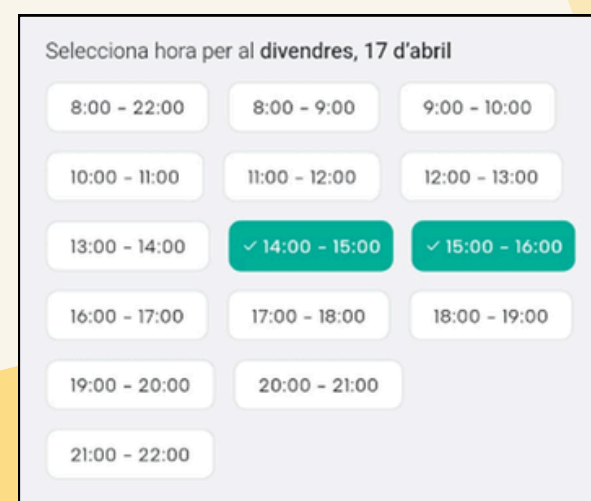 Selecciona hora per al divendres, 17 d'abril
8:00 - 22:00 8:00 - 9:00 9:00 - 10:00
10:00 - 11:00 11:00 - 12:00 12:00 - 13:00
13:00 - 14:00 ✓ 14:00 - 15:00 ✓ 15:00 - 16:00
16:00 - 17:00 17:00 - 18:00 18:00 - 19:00
19:00 - 20:00 20:00 - 21:00
21:00 - 22:00